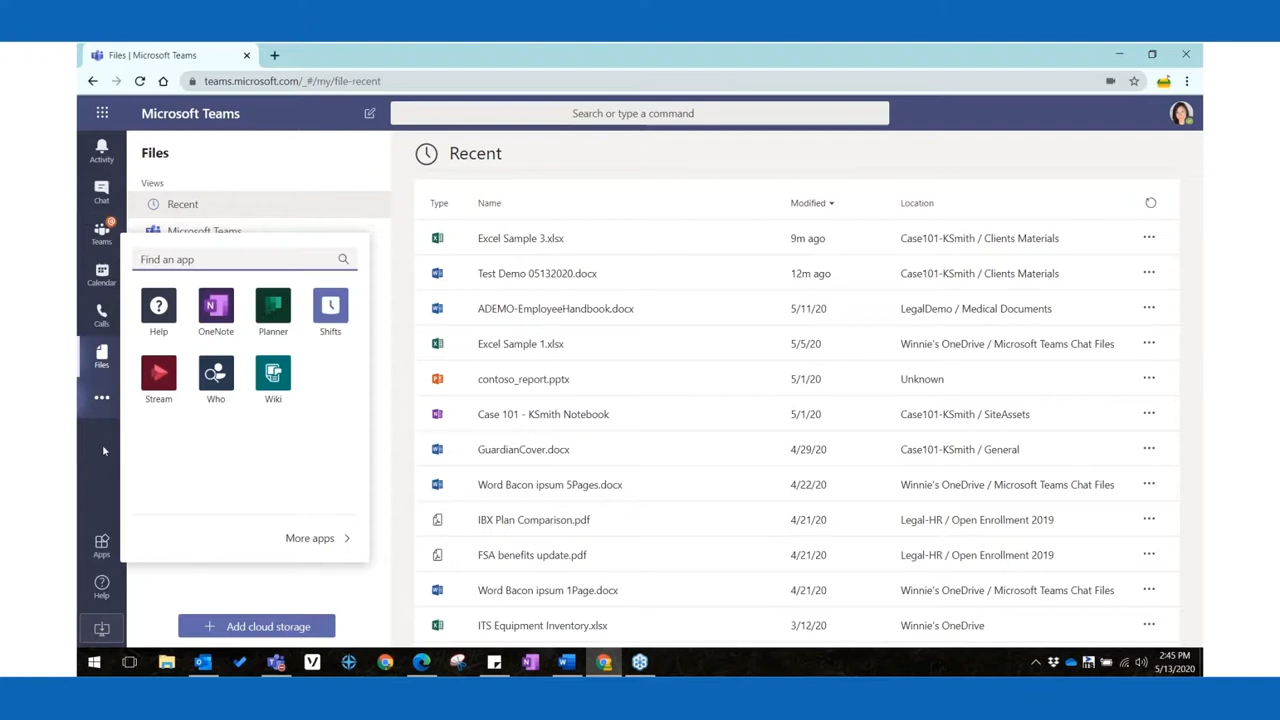 Files | Microsoft Teams
teams.microsoft.com/_#/my/file-recent
Microsoft Teams
Search or type a command
Activity
Chat
Teams
Calendar
Calls
Files
Apps
Help
Files
Views
Recent
Microsoft Teams
Find an app
Help OneNote Planner Shifts
Stream Who Wiki
More apps
Add cloud storage
Recent
Type Name Modified Location
Excel Sample 3.xlsx 9m ago Case101-KSmith / Clients Materials
Test Demo 05132020.docx 12m ago Case101-KSmith / Clients Materials
ADEMO-EmployeeHandbook.docx 5/11/20 LegalDemo / Medical Documents
Excel Sample 1.xlsx 5/5/20 Winnie's OneDrive / Microsoft Teams Chat Files
contoso_report.pptx 5/1/20 Unknown
Case 101 - KSmith Notebook 5/1/20 Case101-KSmith / SiteAssets
GuardianCover.docx 4/29/20 Case101-KSmith / General
Word Bacon ipsum 5Pages.docx 4/22/20 Winnie's OneDrive / Microsoft Teams Chat Files
IBX Plan Comparison.pdf 4/21/20 Legal-HR / Open Enrollment 2019
FSA benefits update.pdf 4/21/20 Legal-HR / Open Enrollment 2019
Word Bacon ipsum 1Page.docx 4/21/20 Winnie's OneDrive / Microsoft Teams Chat Files
ITS Equipment Inventory.xlsx 3/12/20 Winnie's OneDrive
2:45 PM
5/13/2020